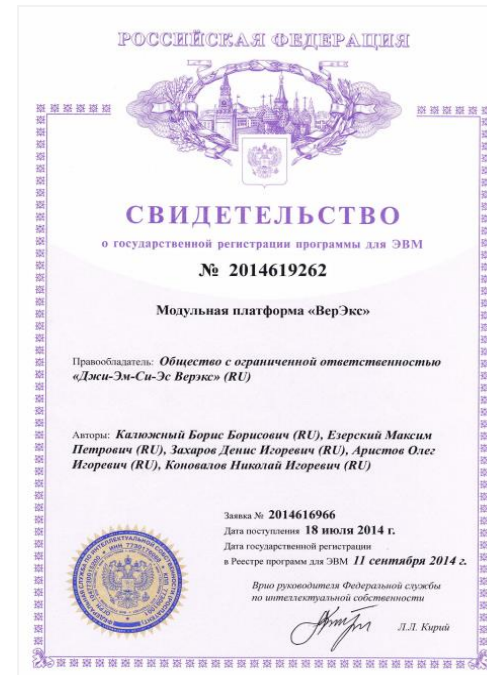 РОССИЙСКАЯ ФЕДЕРАЦИЯ
СВИДЕТЕЛЬСТВО
о государственной регистрации программы для ЭВМ
№ 2014619262
Модульная платформа «ВерЭкс»
Правообладатель: Общество с ограниченной ответственностью
«Джи-Эм-Си-Эс Верэкс» (RU)
Авторы: Калюжный Борис Борисович (RU), Езерский Максим
Петрович (RU), Захаров Денис Игоревич (RU), Аристов Олег
Игоревич (RU), Коновалов Николай Игоревич (RU)
Заявка № 2014616966
Дата поступления 18 июля 2014 г.
Дата государственной регистрации
в Реестре программ для ЭВМ 11 сентября 2014 г.
Врио руководителя Федеральной службы
по интеллектуальной собственности
Л.Л. Кирий